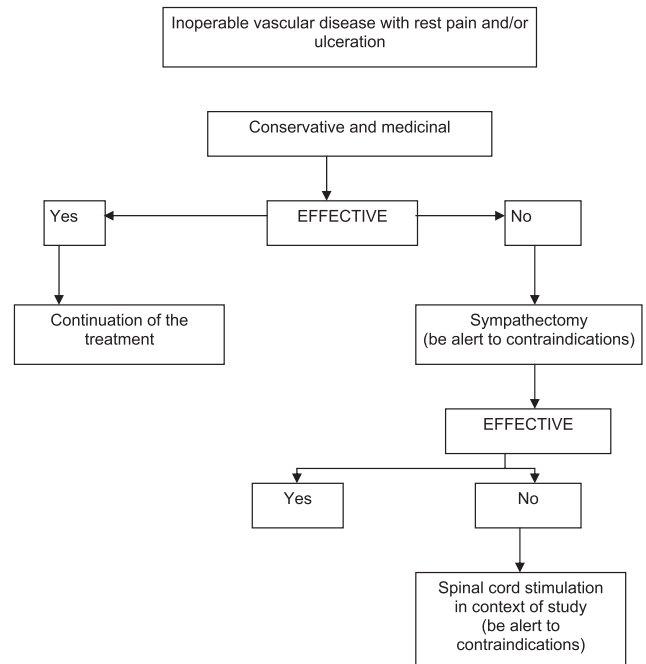 Inoperable vascular disease with rest pain and/or
ulceration
Conservative and medicinal
Yes
EFFECTIVE
No
Continuation of the
treatment
Sympathectomy
(be alert to contraindications)
EFFECTIVE
Yes
No
Spinal cord stimulation
in context of study
(be alert to
contraindications)